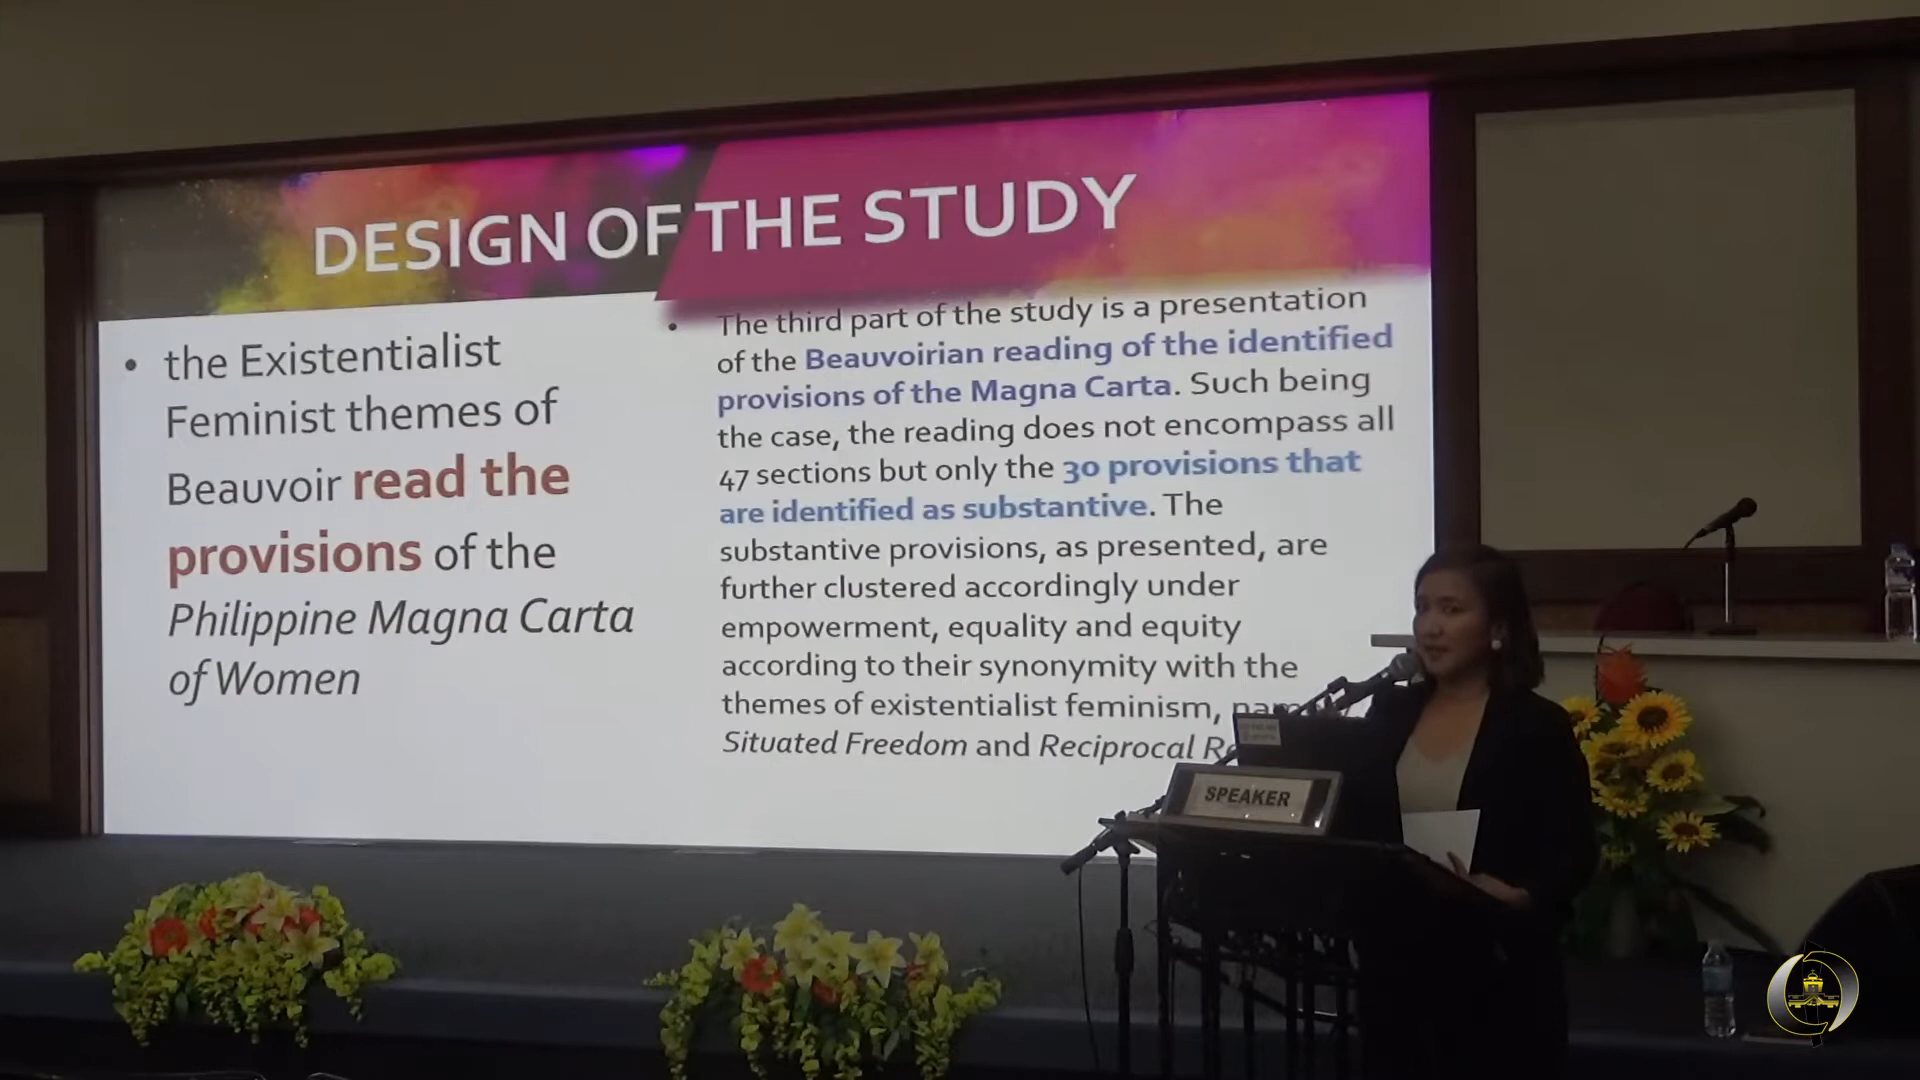 DESIGN OF THE STUDY
• the Existentialist
Feminist themes of
Beauvoir read the
provisions of the
Philippine Magna Carta
of Women
• The third part of the study is a presentation
of the Beauvoirian reading of the identified
provisions of the Magna Carta. Such being
the case, the reading does not encompass all
47 sections but only the 30 provisions that
are identified as substantive. The
substantive provisions, as presented, are
further clustered accordingly under
empowerment, equality and equity
according to their synonymity with the
themes of existentialist feminism,
Situated Freedom and Reciprocal
SPEAKER